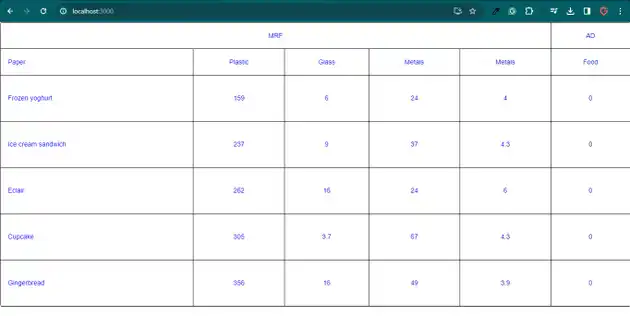 localhost:3000
MRF AD
Paper Plastic Glass Metals Metals Food
Frozen yoghurt 159 6 24 4 0
Ice cream sandwich 237 9 37 4.3 0
Eclair 262 16 24 6 0
Cupcake 305 3.7 67 4.3 0
Gingerbread 356 16 49 3.9 0